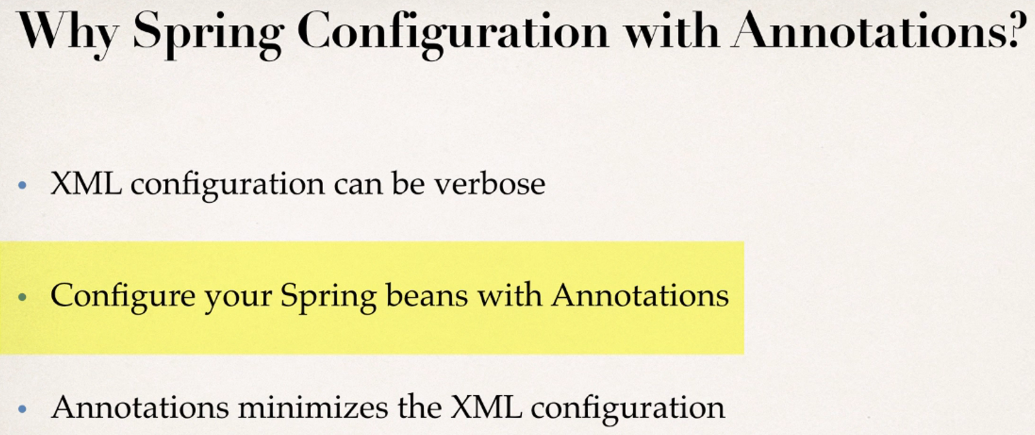 Why Spring Configuration with Annotations?
• XML configuration can be verbose
• Configure your Spring beans with Annotations
• Annotations minimizes the XML configuration